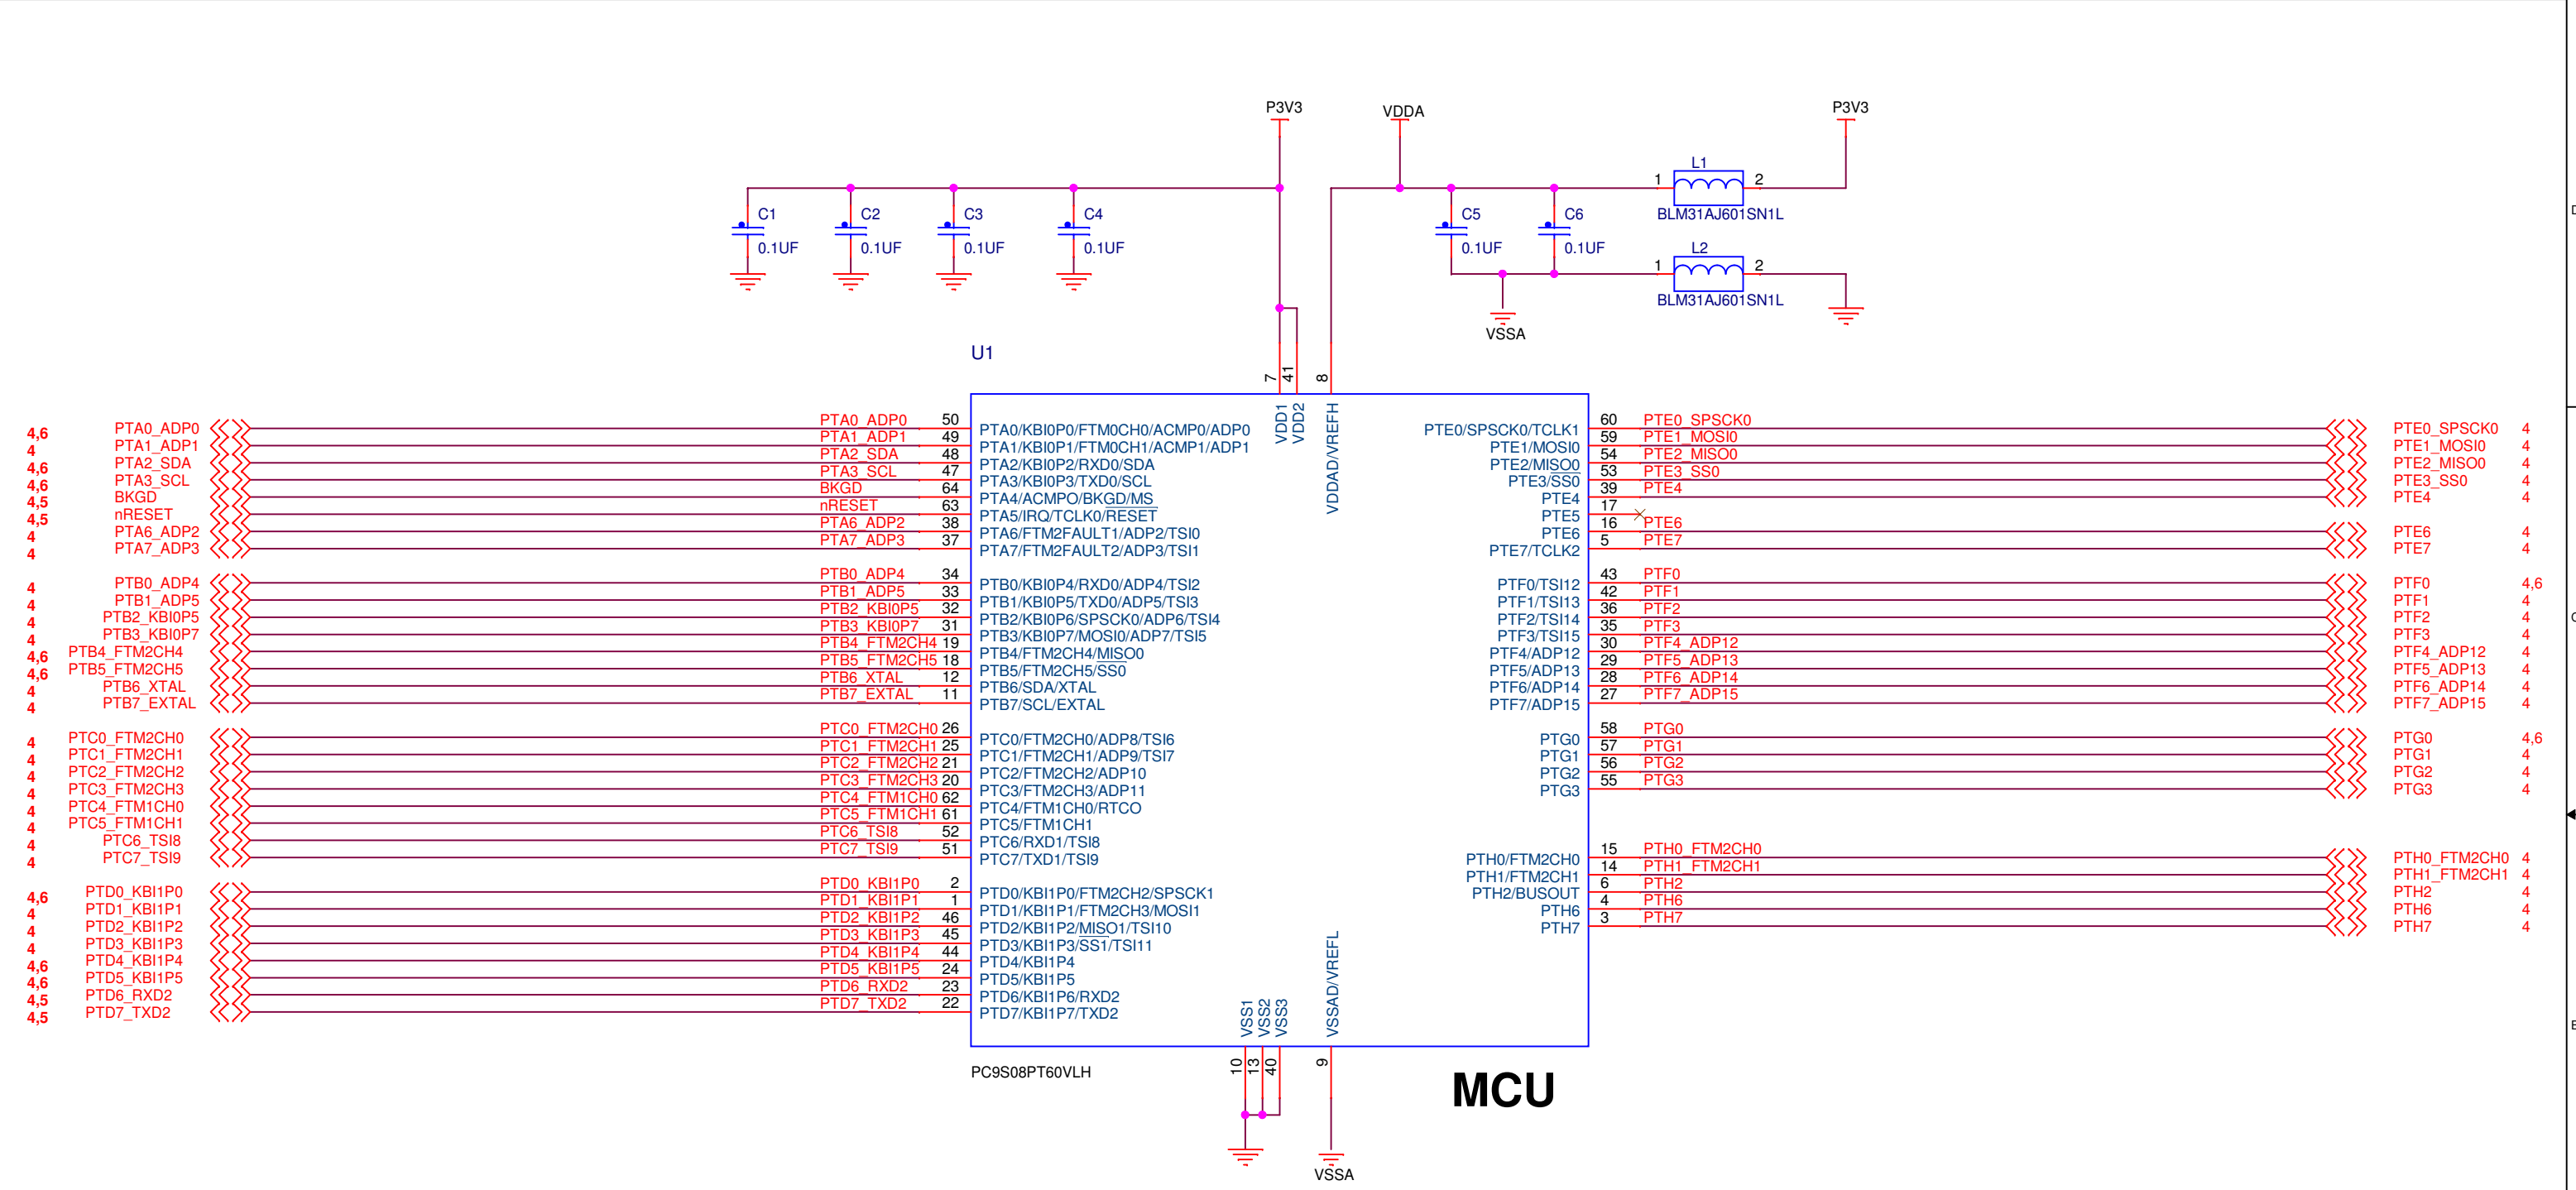 P3V3
VDDA
P3V3
L1
1 2
BLM31AJ601SN1L
C1 0.1UF
C2 0.1UF
C3 0.1UF
C4 0.1UF
C5 0.1UF
C6 0.1UF
L2
1 2
BLM31AJ601SN1L
VSSA
U1
7 41 8
VDD1 VDD2 VDDAD/VREFH
4,6 PTA0_ADP0 PTA0_ADP0 50 PTA0/KBI0P0/FTM0CH0/ACMP0/ADP0
4 PTA1_ADP1 PTA1_ADP1 49 PTA1/KBI0P1/FTM0CH1/ACMP1/ADP1
4,6 PTA2_SDA PTA2_SDA 48 PTA2/KBI0P2/RXD0/SDA
4,6 PTA3_SCL PTA3_SCL 47 PTA3/KBI0P3/TXD0/SCL
4,5 BKGD BKGD 64 PTA4/ACMPO/BKGD/MS
4,5 nRESET nRESET 63 PTA5/IRQ/TCLK0/RESET
4 PTA6_ADP2 PTA6_ADP2 38 PTA6/FTM2FAULT1/ADP2/TSI0
4 PTA7_ADP3 PTA7_ADP3 37 PTA7/FTM2FAULT2/ADP3/TSI1
4 PTB0_ADP4 PTB0_ADP4 34 PTB0/KBI0P4/RXD0/ADP4/TSI2
4 PTB1_ADP5 PTB1_ADP5 33 PTB1/KBI0P5/TXD0/ADP5/TSI3
4 PTB2_KBI0P5 PTB2_KBI0P5 32 PTB2/KBI0P6/SPSCK0/ADP6/TSI4
4 PTB3_KBI0P7 PTB3_KBI0P7 31 PTB3/KBI0P7/MOSI0/ADP7/TSI5
4,6 PTB4_FTM2CH4 PTB4_FTM2CH4 19 PTB4/FTM2CH4/MISO0
4,6 PTB5_FTM2CH5 PTB5_FTM2CH5 18 PTB5/FTM2CH5/SS0
4 PTB6_XTAL PTB6_XTAL 12 PTB6/SDA/XTAL
4 PTB7_EXTAL PTB7_EXTAL 11 PTB7/SCL/EXTAL
4 PTC0_FTM2CH0 PTC0_FTM2CH0 26 PTC0/FTM2CH0/ADP8/TSI6
4 PTC1_FTM2CH1 PTC1_FTM2CH1 25 PTC1/FTM2CH1/ADP9/TSI7
4 PTC2_FTM2CH2 PTC2_FTM2CH2 21 PTC2/FTM2CH2/ADP10
4 PTC3_FTM2CH3 PTC3_FTM2CH3 20 PTC3/FTM2CH3/ADP11
4 PTC4_FTM1CH0 PTC4_FTM1CH0 62 PTC4/FTM1CH0/RTCO
4 PTC5_FTM1CH1 PTC5_FTM1CH1 61 PTC5/FTM1CH1
4 PTC6_TSI8 PTC6_TSI8 52 PTC6/RXD1/TSI8
4 PTC7_TSI9 PTC7_TSI9 51 PTC7/TXD1/TSI9
4,6 PTD0_KBI1P0 PTD0_KBI1P0 2 PTD0/KBI1P0/FTM2CH2/SPSCK1
4 PTD1_KBI1P1 PTD1_KBI1P1 1 PTD1/KBI1P1/FTM2CH3/MOSI1
4 PTD2_KBI1P2 PTD2_KBI1P2 46 PTD2/KBI1P2/MISO1/TSI10
4 PTD3_KBI1P3 PTD3_KBI1P3 45 PTD3/KBI1P3/SS1/TSI11
4,6 PTD4_KBI1P4 PTD4_KBI1P4 44 PTD4/KBI1P4
4,6 PTD5_KBI1P5 PTD5_KBI1P5 24 PTD5/KBI1P5
4,5 PTD6_RXD2 PTD6_RXD2 23 PTD6/KBI1P6/RXD2
4,5 PTD7_TXD2 PTD7_TXD2 22 PTD7/KBI1P7/TXD2
PTE0/SPSCK0/TCLK1 60 PTE0_SPSCK0 PTE0_SPSCK0 4
PTE1/MOSI0 59 PTE1_MOSI0 PTE1_MOSI0 4
PTE2/MISO0 54 PTE2_MISO0 PTE2_MISO0 4
PTE3/SS0 53 PTE3_SS0 PTE3_SS0 4
PTE4 39 PTE4 PTE4 4
PTE5 17
PTE6 16 PTE6 PTE6 4
PTE7/TCLK2 5 PTE7 PTE7 4
PTF0/TSI12 43 PTF0 PTF0 4,6
PTF1/TSI13 42 PTF1 PTF1 4
PTF2/TSI14 36 PTF2 PTF2 4
PTF3/TSI15 35 PTF3 PTF3 4
PTF4/ADP12 30 PTF4_ADP12 PTF4_ADP12 4
PTF5/ADP13 29 PTF5_ADP13 PTF5_ADP13 4
PTF6/ADP14 28 PTF6_ADP14 PTF6_ADP14 4
PTF7/ADP15 27 PTF7_ADP15 PTF7_ADP15 4
PTG0 58 PTG0 PTG0 4,6
PTG1 57 PTG1 PTG1 4
PTG2 56 PTG2 PTG2 4
PTG3 55 PTG3 PTG3 4
PTH0/FTM2CH0 15 PTH0_FTM2CH0 PTH0_FTM2CH0 4
PTH1/FTM2CH1 14 PTH1_FTM2CH1 PTH1_FTM2CH1 4
PTH2/BUSOUT 6 PTH2 PTH2 4
PTH6 4 PTH6 PTH6 4
PTH7 3 PTH7 PTH7 4
VSS1 VSS2 VSS3 VSSAD/VREFL
10 13 40 9
PC9S08PT60VLH
MCU
VSSA